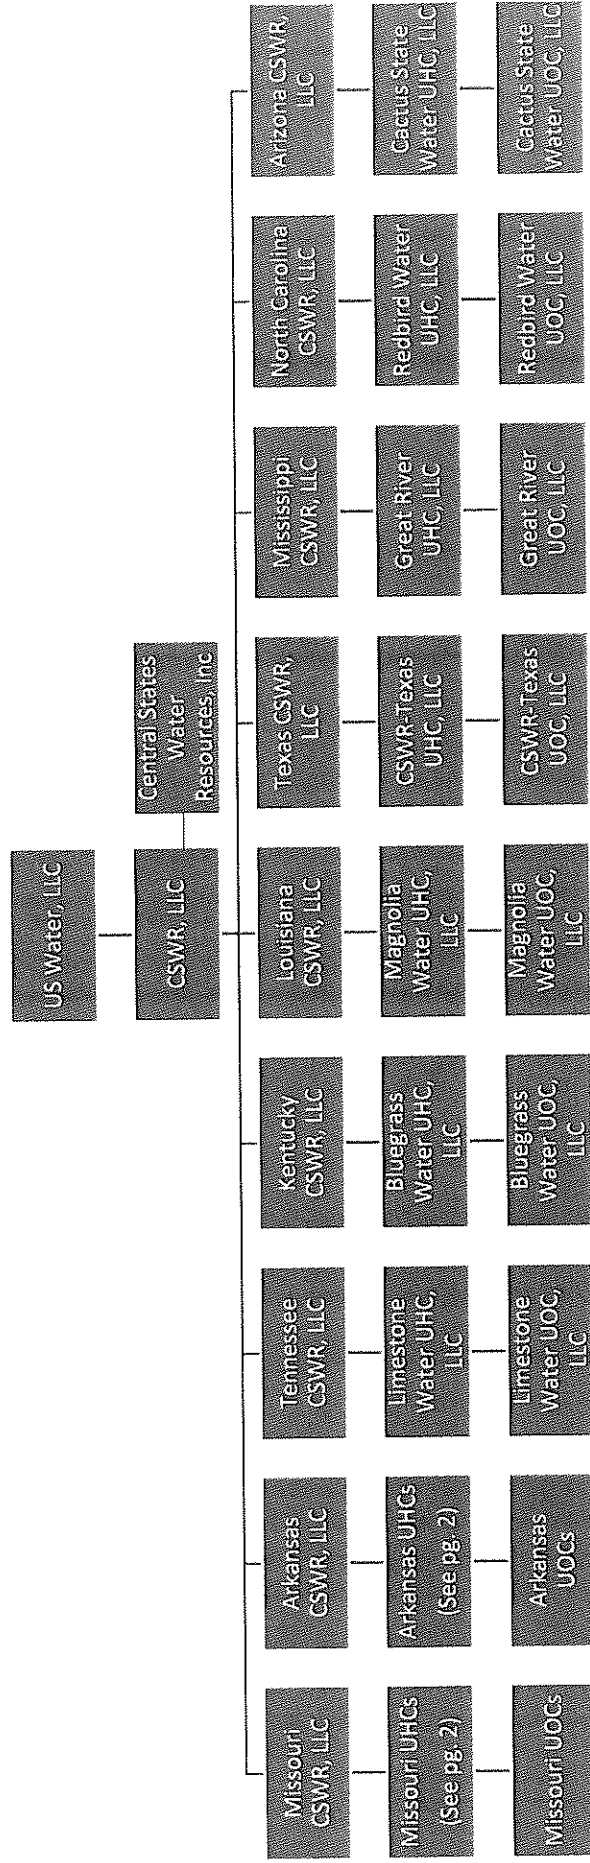 US Water, LLC
CSWR, LLC
Central States
Water
Resources, Inc
Missouri
CSWR, LLC
Arkansas
CSWR, LLC
Tennessee
CSWR, LLC
Kentucky
CSWR, LLC
Louisiana
CSWR, LLC
Texas CSWR,
LLC
Mississippi
CSWR, LLC
North Carolina
CSWR, LLC
Arizona CSWR,
LLC
Missouri UHCs
(See pg. 2)
Arkansas UHCs
(See pg. 2)
Limestone
Water UHC,
LLC
Bluegrass
Water UHC,
LLC
Magnolia
Water UHC,
LLC
CSWR-Texas
UHC, LLC
Great River
UHC, LLC
Redbird Water
UHC, LLC
Cactus State
Water UHC, LLC
Missouri UOCs
Arkansas
UOCs
Limestone
Water UOC,
LLC
Bluegrass
Water UOC,
LLC
Magnolia
Water UOC,
LLC
CSWR-Texas
UOC, LLC
Great River
UOC, LLC
Redbird Water
UOC, LLC
Cactus State
Water UOC, LLC